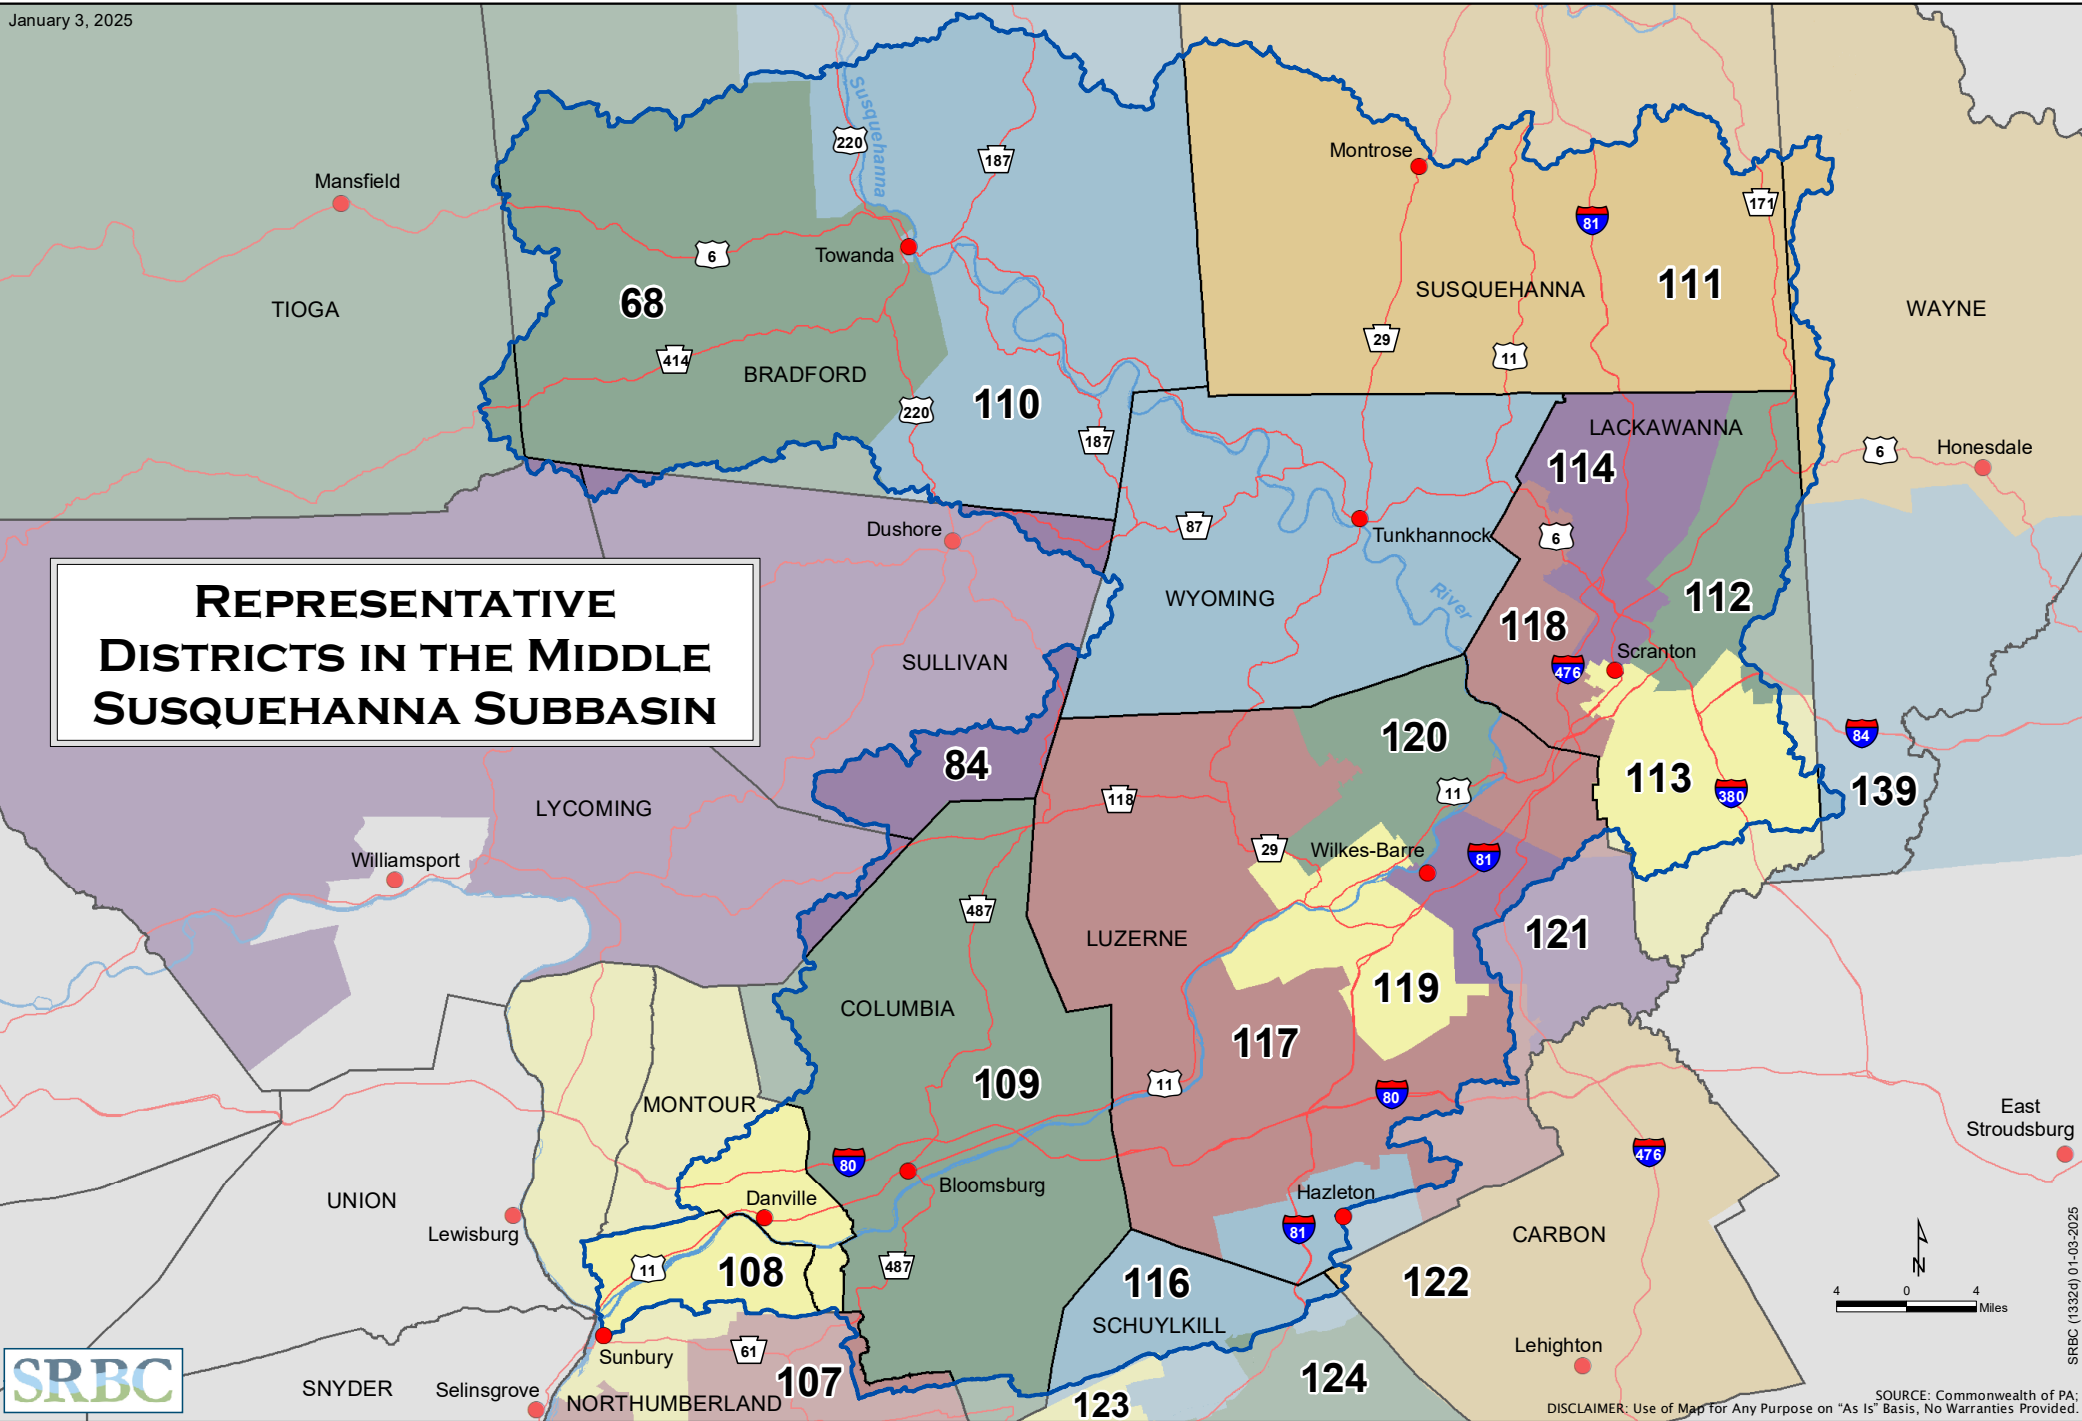 January 3, 2025
Susquehanna
220
187
Montrose
171
Mansfield
81
6
Towanda
68
TIOGA
SUSQUEHANNA
111
WAYNE
29
11
414
BRADFORD
110
220
187
LACKAWANNA
114
6
Honesdale
Dushore
87
Tunkhannock
6
REPRESENTATIVE
DISTRICTS IN THE MIDDLE
SUSQUEHANNA SUBBASIN
WYOMING
River
112
118
SULLIVAN
476
Scranton
84
120
84
LYCOMING
118
11
113
380
139
Williamsport
29
Wilkes-Barre
81
487
LUZERNE
121
COLUMBIA
119
117
109
11
80
MONTOUR
East
Stroudsburg
476
80
UNION
Danville
Bloomsburg
Hazleton
Lewisburg
81
CARBON
11
108
487
116
122
4 0 4
Miles
N
SCHUYLKILL
Sunbury
61
Lehighton
SRBC
SNYDER
Selinsgrove
NORTHUMBERLAND
107
123
124
SRBC (1332d) 01-03-2025
SOURCE: Commonwealth of PA;
DISCLAIMER: Use of Map for Any Purpose on "As Is" Basis, No Warranties Provided.